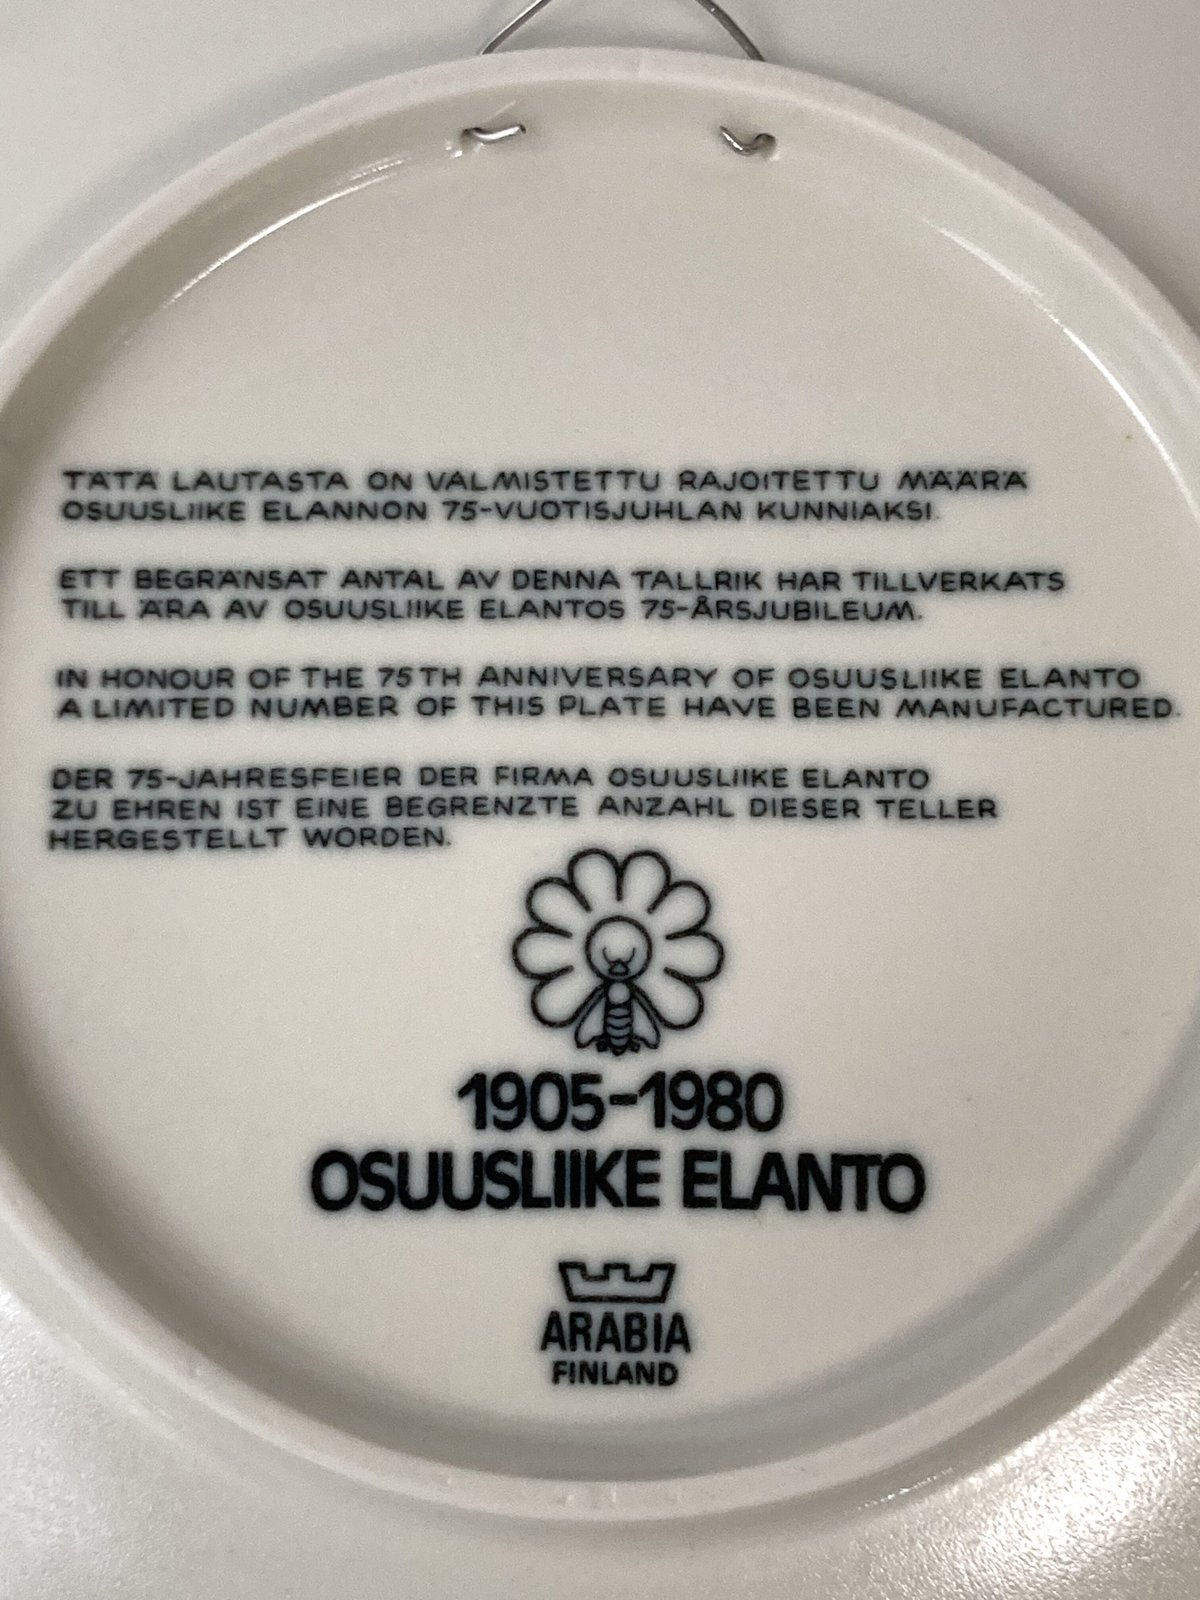 TÄTÄ LAUTASTA ON VALMISTETTU RAJOITETTU MÄÄRÄ
OSUUSLIIKE ELANNON 75-VUOTISJUHLAN KUNNIAKSI.
ETT BEGRÄNSAT ANTAL AV DENNA TALLRIK HAR TILLVERKATS
TILL ÄRA AV OSUUSLIIKE ELANTOS 75-ÅRSJUBILEUM.
IN HONOUR OF THE 75TH ANNIVERSARY OF OSUUSLIIKE ELANTO
A LIMITED NUMBER OF THIS PLATE HAVE BEEN MANUFACTURED.
DER 75-JAHRESFEIER DER FIRMA OSUUSLIIKE ELANTO
ZU EHREN IST EINE BEGRENZTE ANZAHL DIESER TELLER
HERGESTELLT WORDEN.
1905-1980
OSUUSLIIKE ELANTO
ARABIA
FINLAND